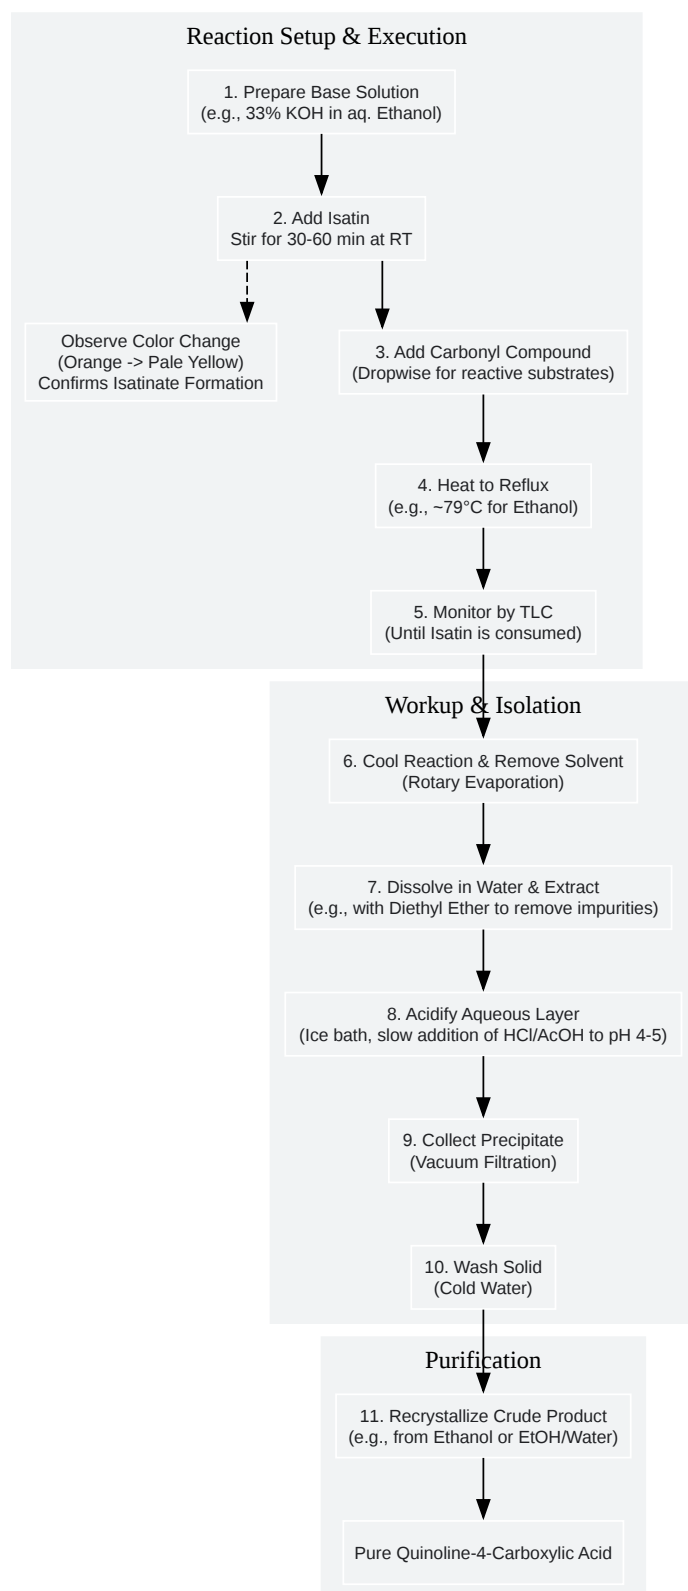 Reaction Setup & Execution
1. Prepare Base Solution
(e.g., 33% KOH in aq. Ethanol)
2. Add Isatin
Stir for 30-60 min at RT
Observe Color Change
(Orange -> Pale Yellow)
Confirms Isatinate Formation
3. Add Carbonyl Compound
(Dropwise for reactive substrates)
4. Heat to Reflux
(e.g., ~79°C for Ethanol)
5. Monitor by TLC
(Until Isatin is consumed)
Workup & Isolation
6. Cool Reaction & Remove Solvent
(Rotary Evaporation)
7. Dissolve in Water & Extract
(e.g., with Diethyl Ether to remove impurities)
8. Acidify Aqueous Layer
(Ice bath, slow addition of HCl/AcOH to pH 4-5)
9. Collect Precipitate
(Vacuum Filtration)
10. Wash Solid
(Cold Water)
Purification
11. Recrystallize Crude Product
(e.g., from Ethanol or EtOH/Water)
Pure Quinoline-4-Carboxylic Acid